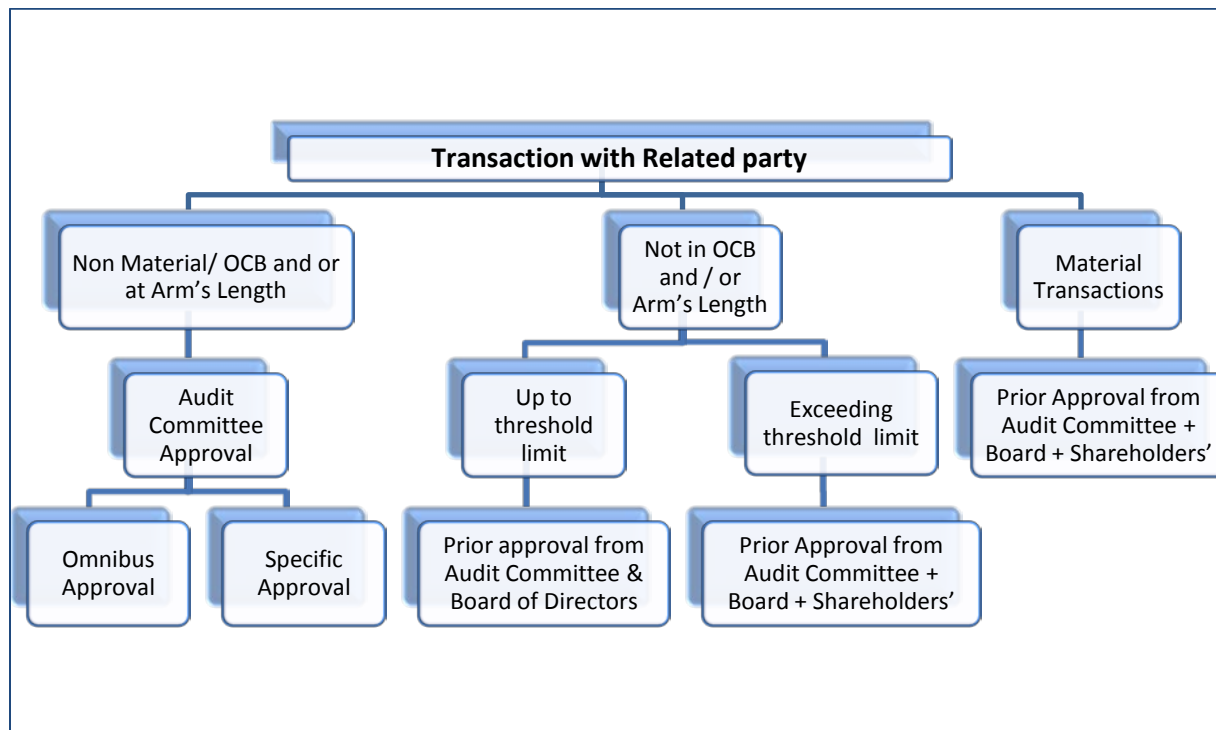 Transaction with Related party
Non Material/ OCB and or
at Arm's Length
Not in OCB
and / or
Arm's Length
Material
Transactions
Audit
Committee
Approval
Up to
threshold
limit
Exceeding
threshold limit
Prior Approval from
Audit Committee +
Board + Shareholders'
Omnibus
Approval
Specific
Approval
Prior approval from
Audit Committee &
Board of Directors
Prior Approval from
Audit Committee +
Board + Shareholders'